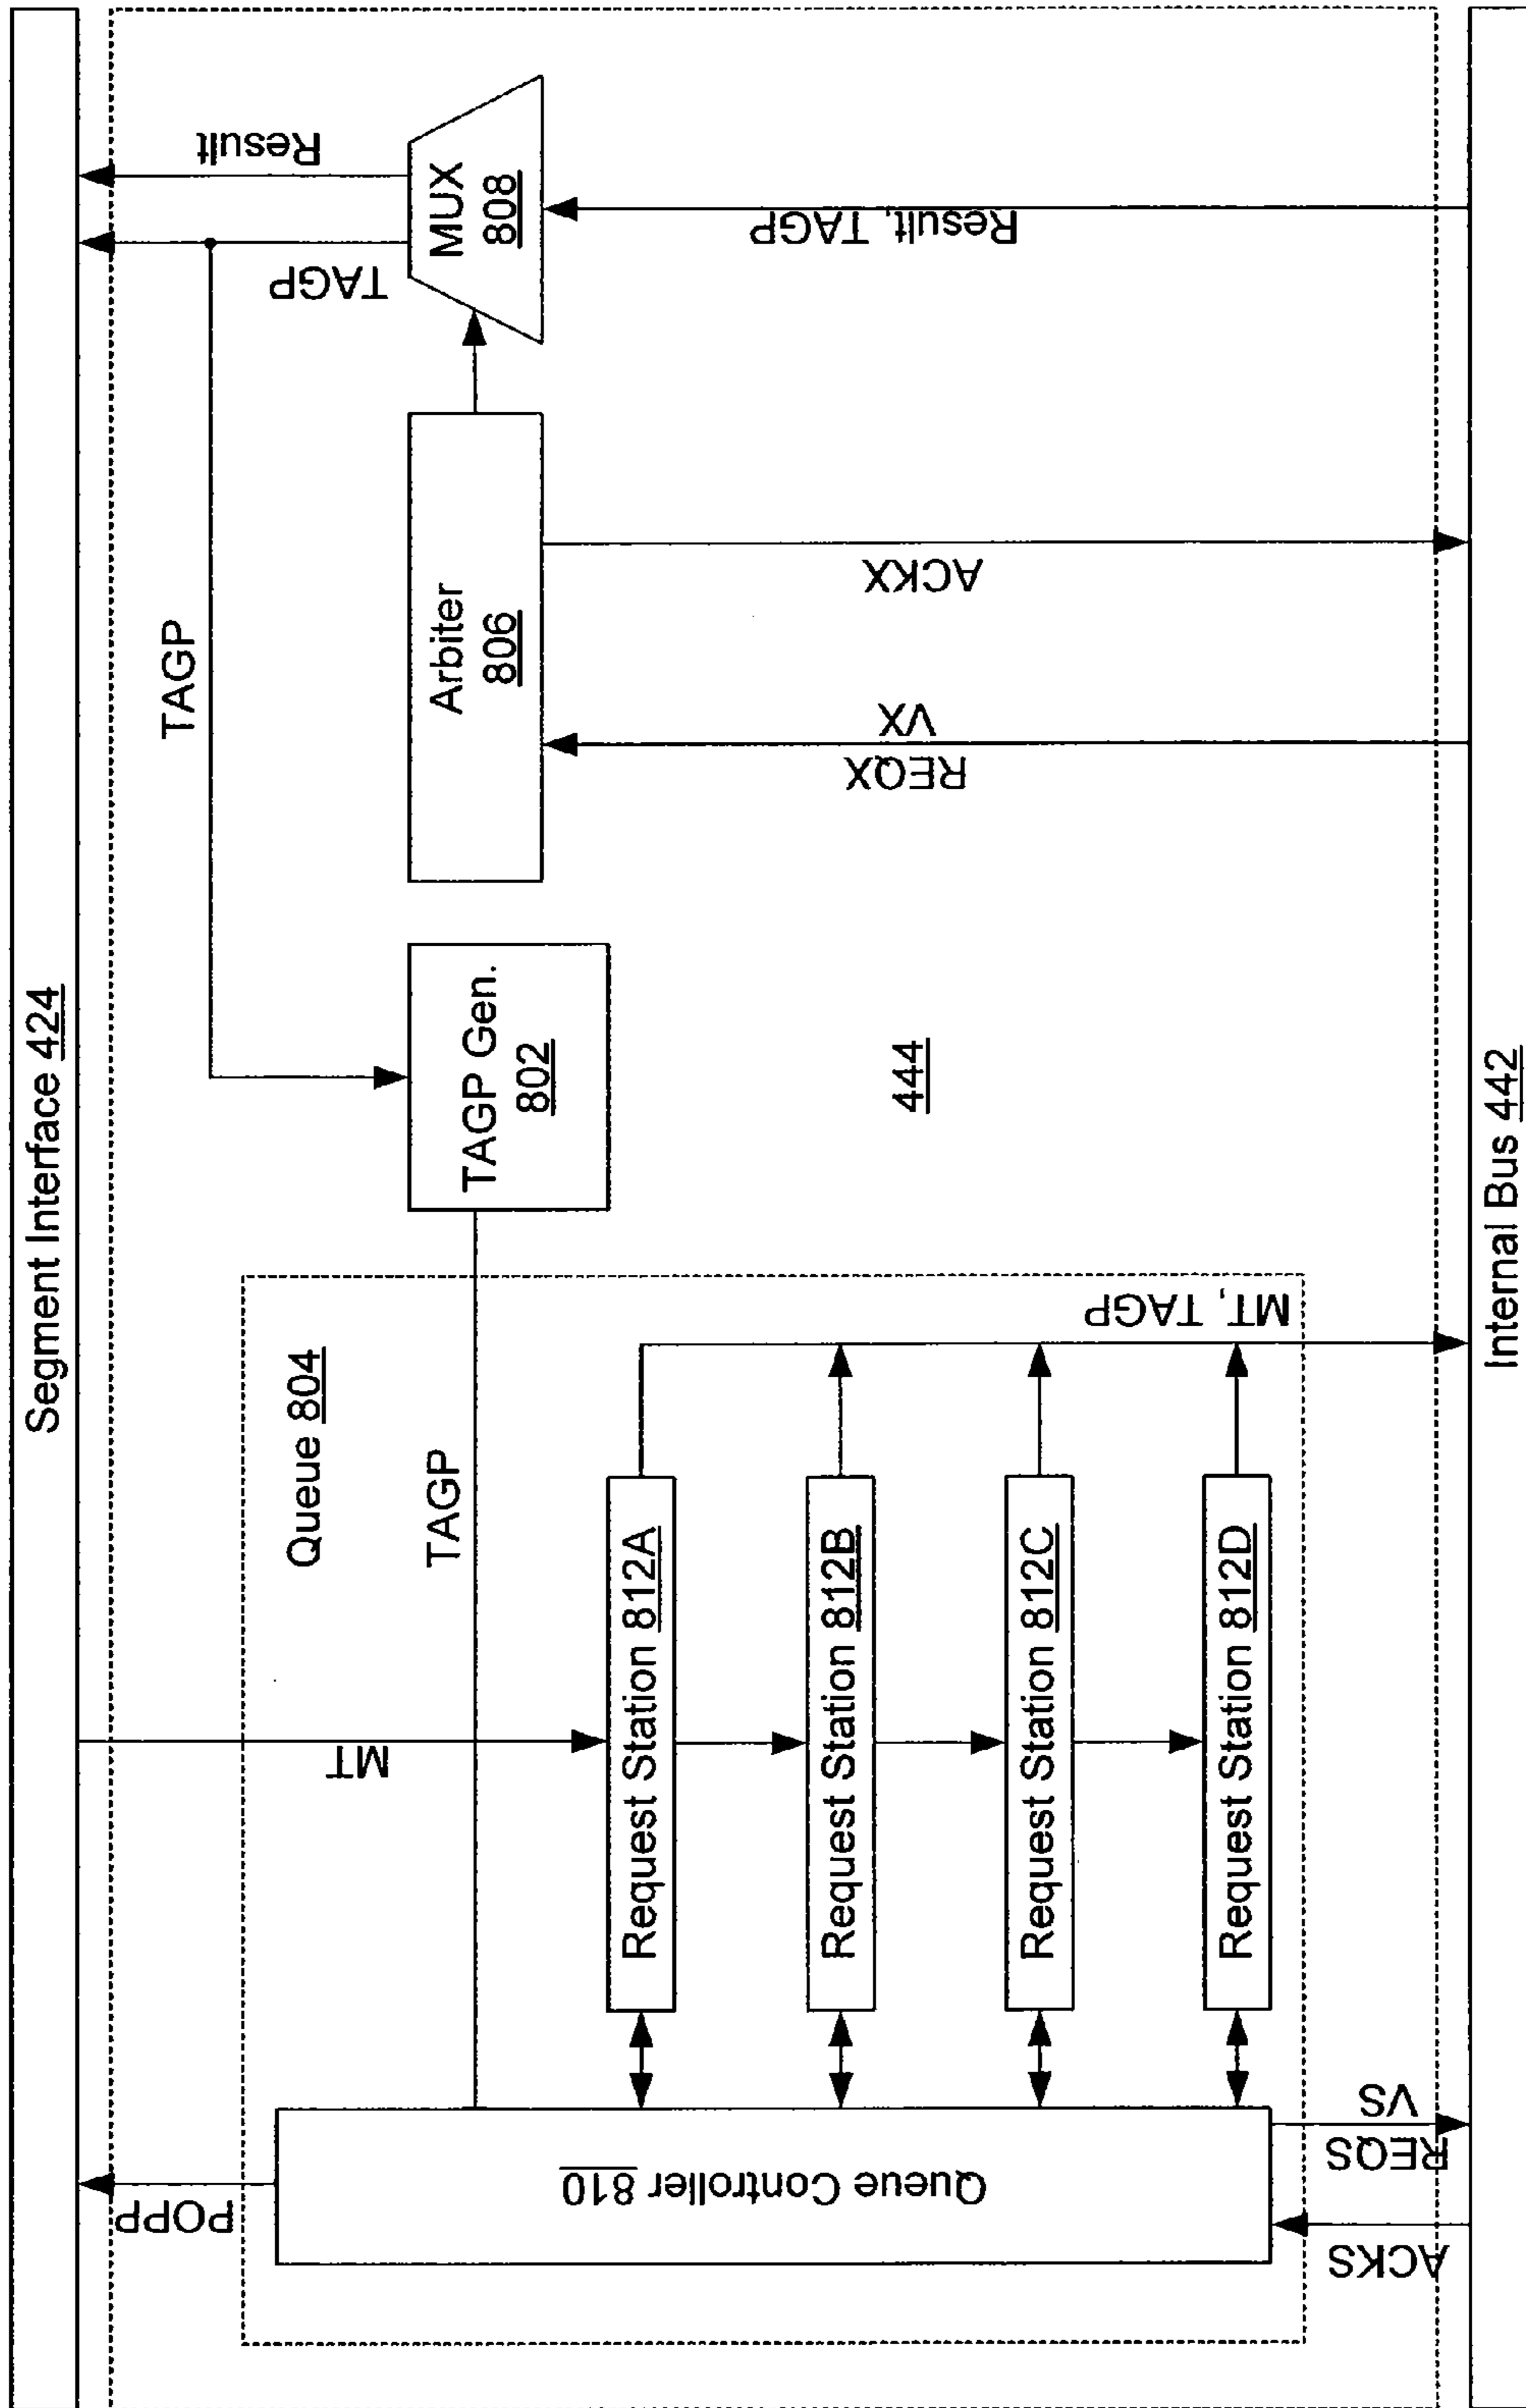 Segment Interface 424
POPP
MT
TAGP
TAGP
Result
Queue 804
TAGP
TAGP Gen.
802
Arbiter
806
MUX
808
Queue Controller 810
Request Station 812A
Request Station 812B
Request Station 812C
Request Station 812D
MT, TAGP
444
REQX
VX
ACKX
Result, TAGP
ACKS
REQS
VS
Internal Bus 442